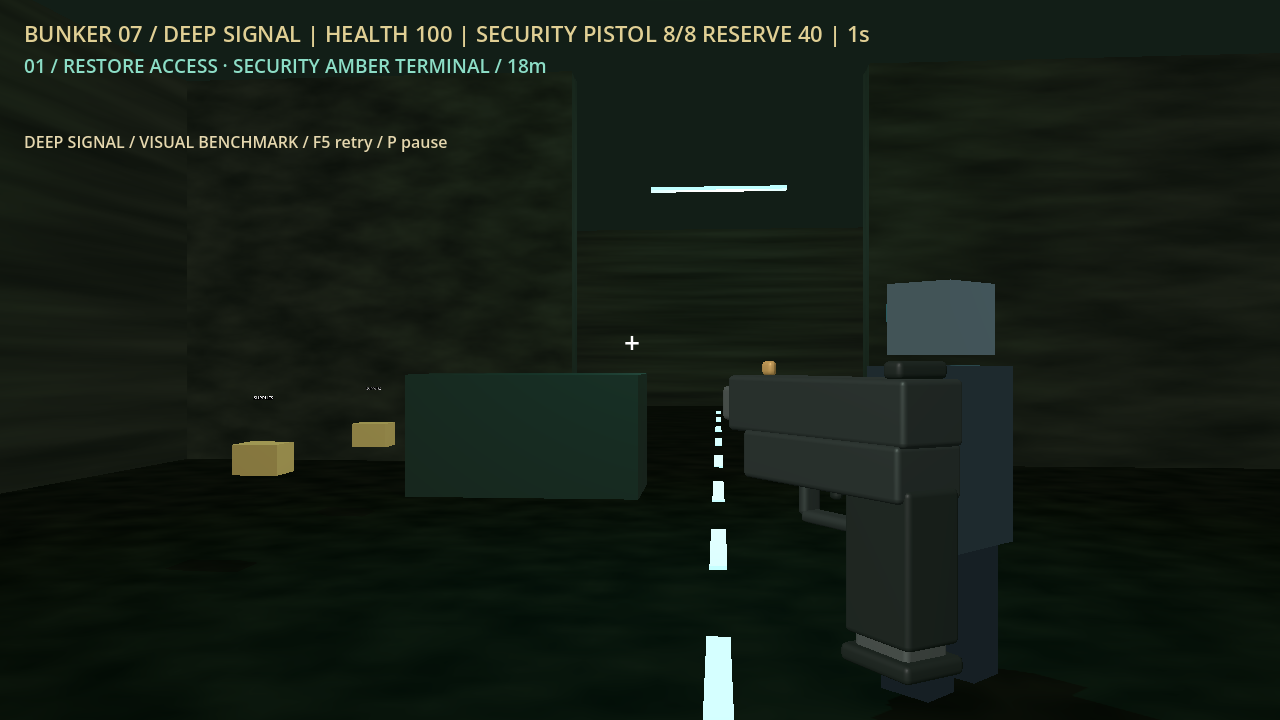 BUNKER 07 / DEEP SIGNAL | HEALTH 100 | SECURITY PISTOL 8/8 RESERVE 40 | 1s
01 / RESTORE ACCESS · SECURITY AMBER TERMINAL / 18m
DEEP SIGNAL / VISUAL BENCHMARK / F5 retry / P pause